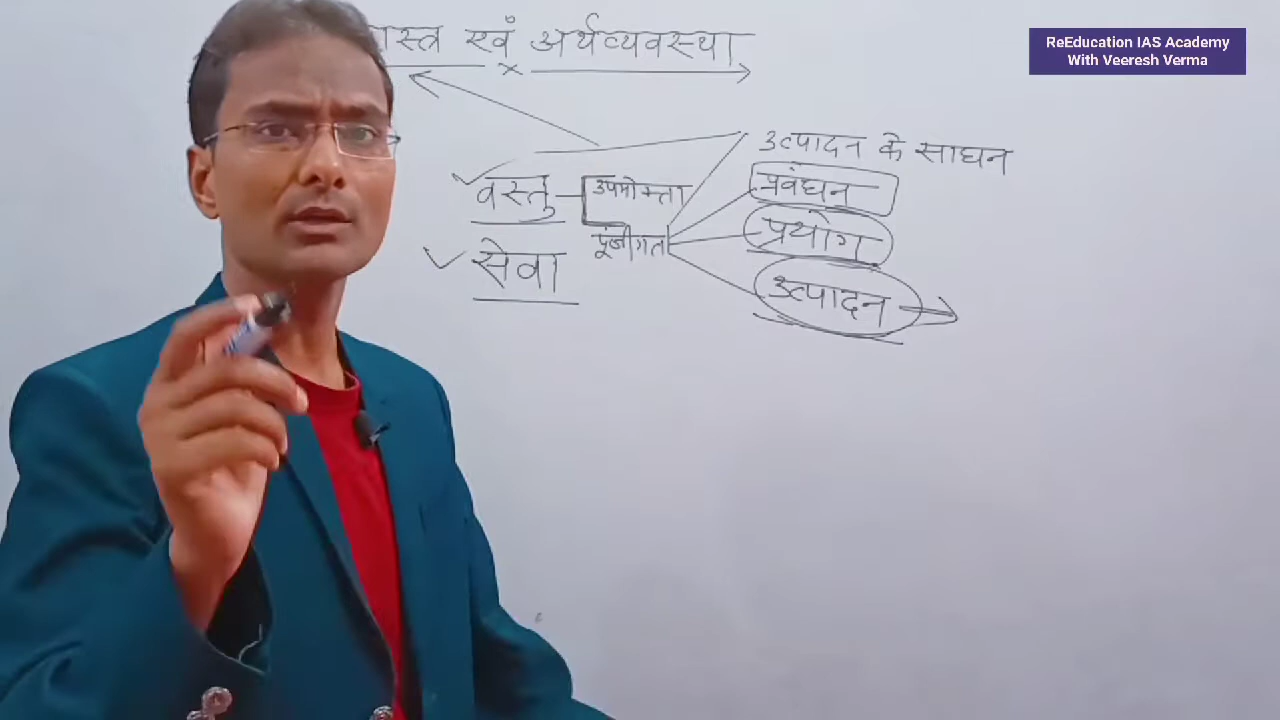 ास्त्र एवं अर्थव्यवस्था
ReEducation IAS Academy
With Veeresh Verma
उत्पादन के साधन
वस्तु
उपभोक्ता
प्रबंधन
पूंजीगत
प्रयोग
सेवा
उत्पादन